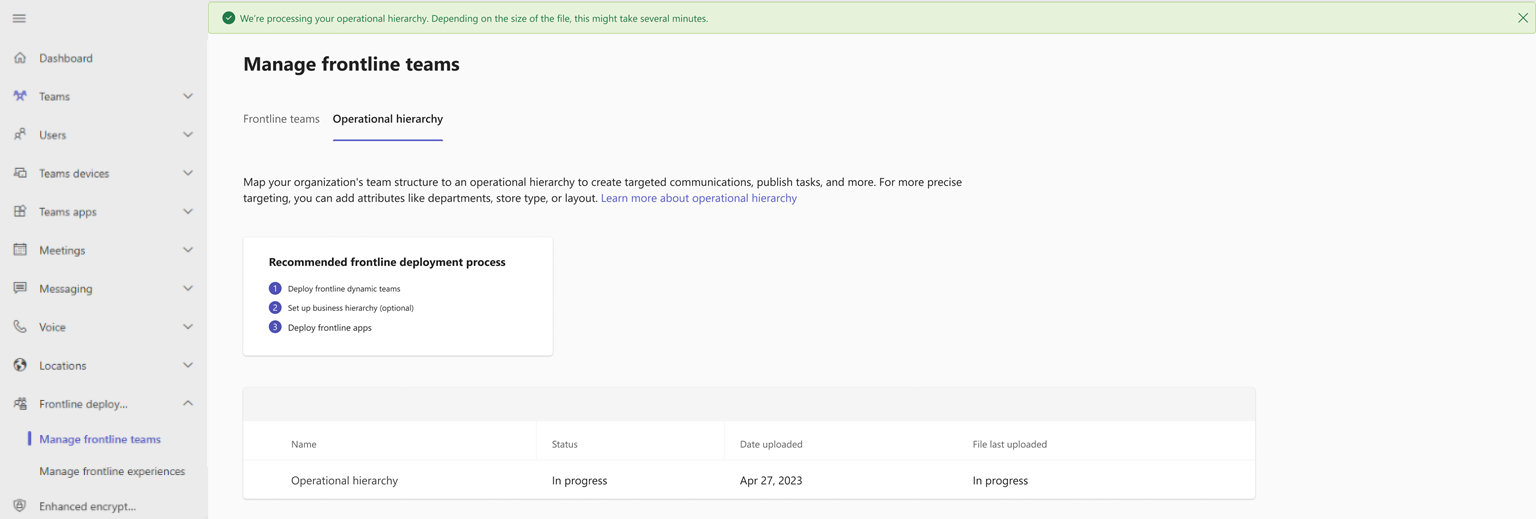 We're processing your operational hierarchy. Depending on the size of the file, this might take several minutes.
Dashboard
Teams
Users
Teams devices
Teams apps
Meetings
Messaging
Voice
Locations
Frontline deploy...
Manage frontline teams
Manage frontline experiences
Enhanced encrypt...
Manage frontline teams
Frontline teams
Operational hierarchy
Map your organization's team structure to an operational hierarchy to create targeted communications, publish tasks, and more. For more precise
targeting, you can add attributes like departments, store type, or layout. Learn more about operational hierarchy
Recommended frontline deployment process
1 Deploy frontline dynamic teams
2 Set up business hierarchy (optional)
3 Deploy frontline apps
Name Status Date uploaded File last uploaded
Operational hierarchy In progress Apr 27, 2023 In progress